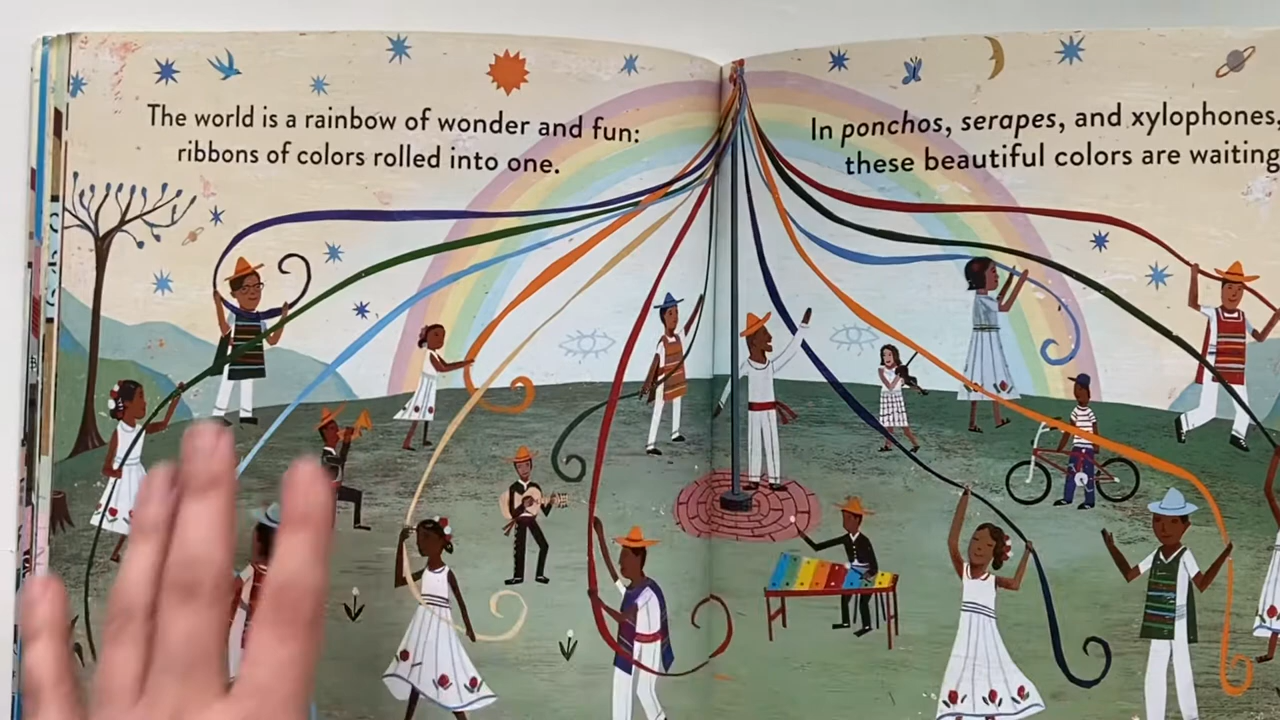 The world is a rainbow of wonder and fun:
ribbons of colors rolled into one.
In ponchos, serapes, and xylophones,
these beautiful colors are waiting